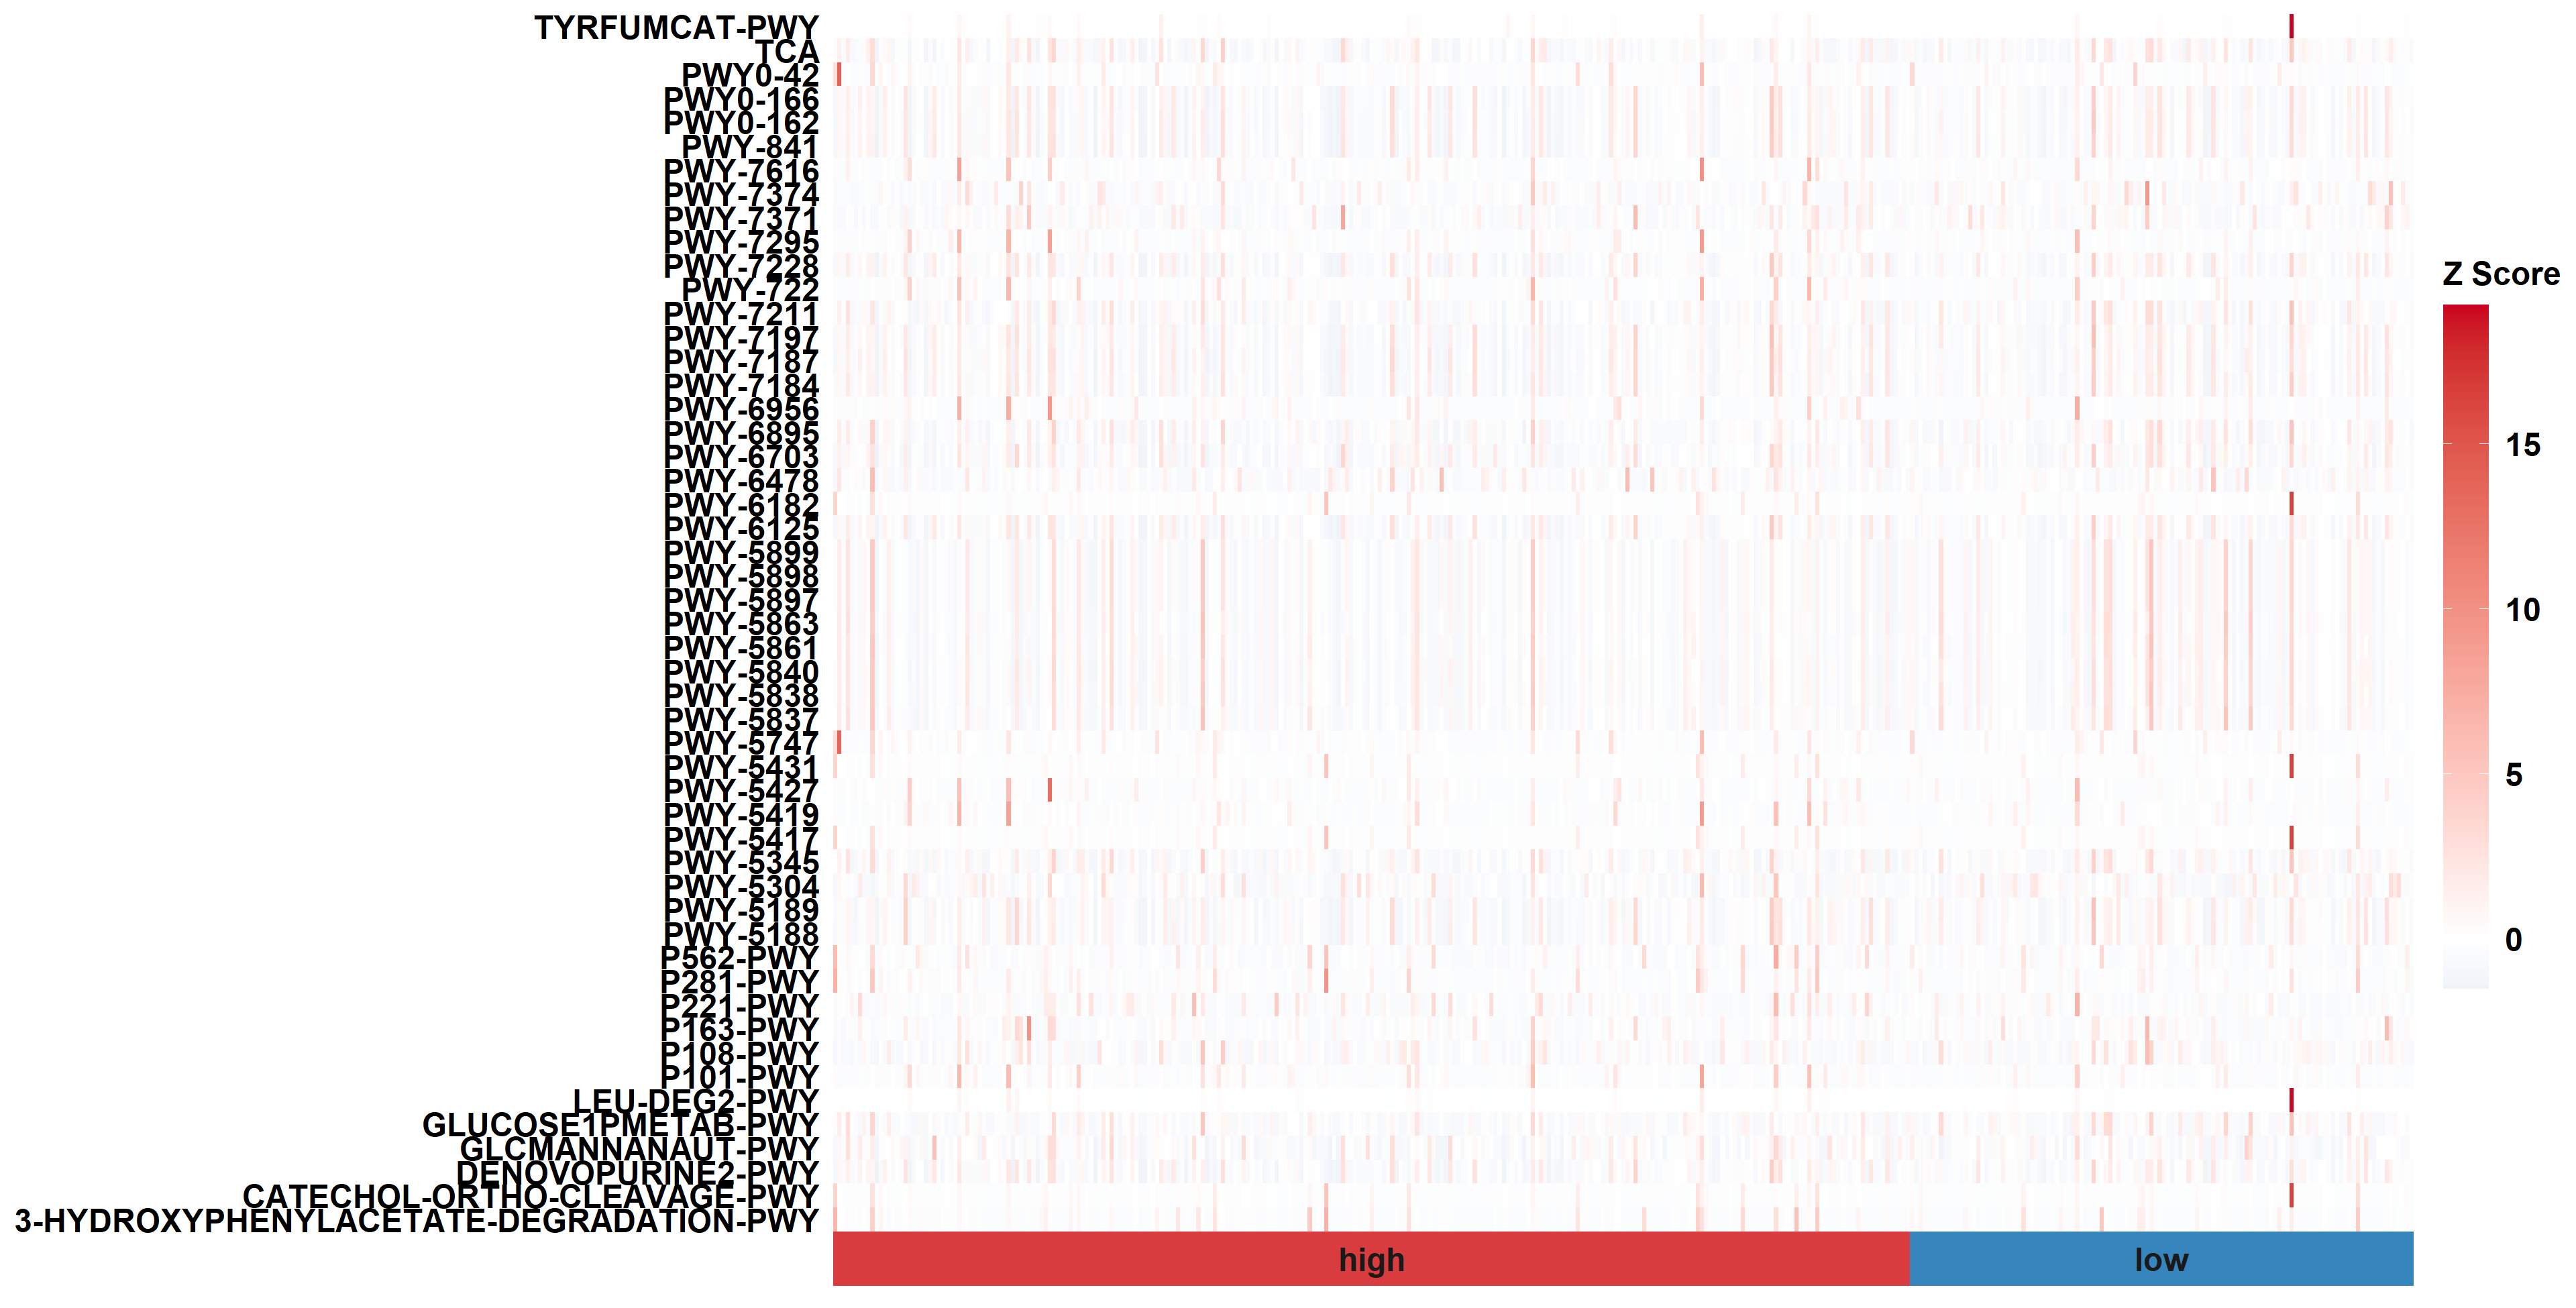 TYRFUMCAT-PWY
TCA
PWY0-42
PWY0-166
PWY0-162
PWY-841
PWY-7616
PWY-7374
PWY-7371
PWY-7295
PWY-7228
PWY-722
PWY-7211
PWY-7197
PWY-7187
PWY-7184
PWY-6956
PWY-6895
PWY-6703
PWY-6478
PWY-6182
PWY-6125
PWY-5899
PWY-5898
PWY-5897
PWY-5863
PWY-5861
PWY-5840
PWY-5838
PWY-5837
PWY-5747
PWY-5431
PWY-5427
PWY-5419
PWY-5417
PWY-5345
PWY-5304
PWY-5189
PWY-5188
P562-PWY
P281-PWY
P221-PWY
P163-PWY
P108-PWY
P101-PWY
LEU-DEG2-PWY
GLUCOSE1PMETAB-PWY
GLCMANNANAUT-PWY
DENOVOPURINE2-PWY
CATECHOL-ORTHO-CLEAVAGE-PWY
3-HYDROXYPHENYLACETATE-DEGRADATION-PWY
high
low
Z Score
15
10
5
0